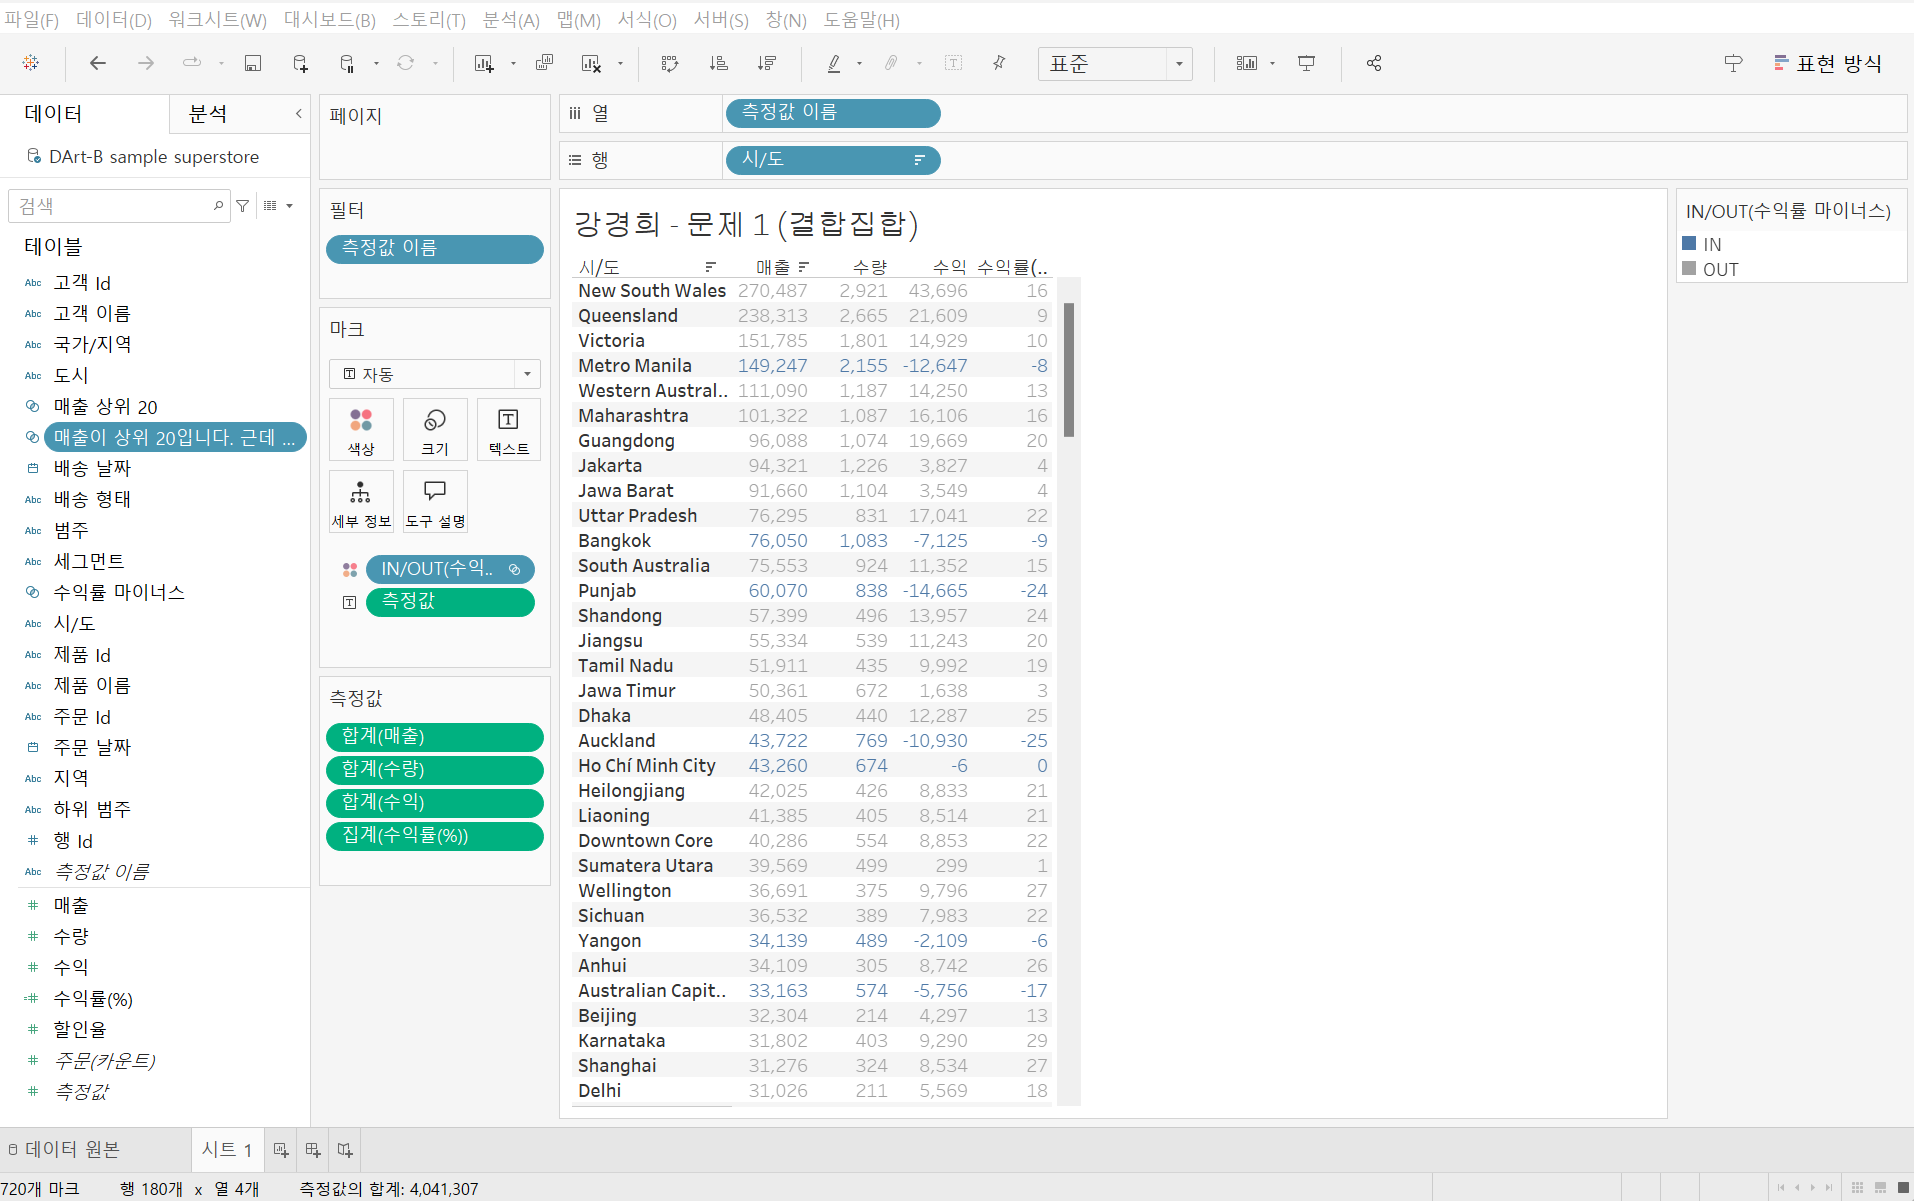 파일(F) 데이터(D) 워크시트(W) 대시보드(B) 스토리(T) 분석(A) 맵(M) 서식(O) 서버(S) 창(N) 도움말(H)
표준
표현 방식
데이터
분석
DArt-B sample superstore
검색
테이블
Abc 고객 Id
Abc 고객 이름
Abc 국가/지역
Abc 도시
매출 상위 20
매출이 상위 20입니다. 근데 ...
배송 날짜
Abc 배송 형태
Abc 범주
Abc 세그먼트
수익률 마이너스
Abc 시/도
Abc 제품 Id
Abc 제품 이름
Abc 주문 Id
주문 날짜
Abc 지역
Abc 하위 범주
# 행 Id
Abc 측정값 이름
# 매출
# 수량
# 수익
=# 수익률(%)
# 할인율
# 주문(카운트)
# 측정값
페이지
필터
측정값 이름
마크
T 자동
색상
크기
텍스트
세부 정보
도구 설명
IN/OUT(수익..
측정값
측정값
합계(매출)
합계(수량)
합계(수익)
집계(수익률(%))
열
측정값 이름
행
시/도
강경희 - 문제 1 (결합집합)
시/도 매출 수량 수익 수익률(..
New South Wales 270,487 2,921 43,696 16
Queensland 238,313 2,665 21,609 9
Victoria 151,785 1,801 14,929 10
Metro Manila 149,247 2,155 -12,647 -8
Western Austral.. 111,090 1,187 14,250 13
Maharashtra 101,322 1,087 16,106 16
Guangdong 96,088 1,074 19,669 20
Jakarta 94,321 1,226 3,827 4
Jawa Barat 91,660 1,104 3,549 4
Uttar Pradesh 76,295 831 17,041 22
Bangkok 76,050 1,083 -7,125 -9
South Australia 75,553 924 11,352 15
Punjab 60,070 838 -14,665 -24
Shandong 57,399 496 13,957 24
Jiangsu 55,334 539 11,243 20
Tamil Nadu 51,911 435 9,992 19
Jawa Timur 50,361 672 1,638 3
Dhaka 48,405 440 12,287 25
Auckland 43,722 769 -10,930 -25
Ho Chí Minh City 43,260 674 -6 0
Heilongjiang 42,025 426 8,833 21
Liaoning 41,385 405 8,514 21
Downtown Core 40,286 554 8,853 22
Sumatera Utara 39,569 499 299 1
Wellington 36,691 375 9,796 27
Sichuan 36,532 389 7,983 22
Yangon 34,139 489 -2,109 -6
Anhui 34,109 305 8,742 26
Australian Capit.. 33,163 574 -5,756 -17
Beijing 32,304 214 4,297 13
Karnataka 31,802 403 9,290 29
Shanghai 31,276 324 8,534 27
Delhi 31,026 211 5,569 18
IN/OUT(수익률 마이너스)
IN
OUT
데이터 원본
시트 1
720개 마크 행 180개 x 열 4개 측정값의 합계: 4,041,307